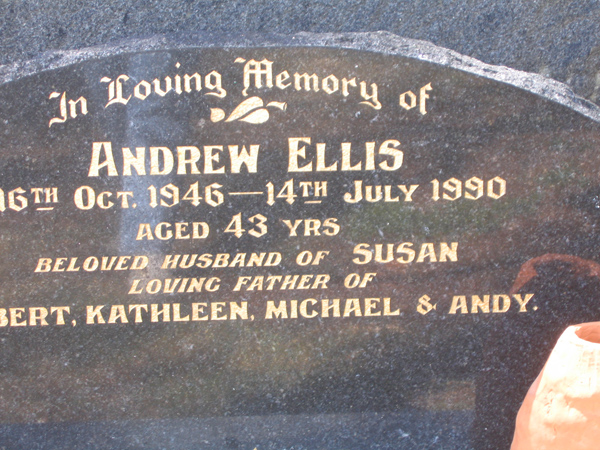 In Loving Memory of
ANDREW ELLIS
16TH OCT. 1946—14TH JULY 1990
AGED 43 YRS
BELOVED HUSBAND OF SUSAN
LOVING FATHER OF
BERT, KATHLEEN, MICHAEL & ANDY.